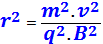 r² = m².v² / q².B²